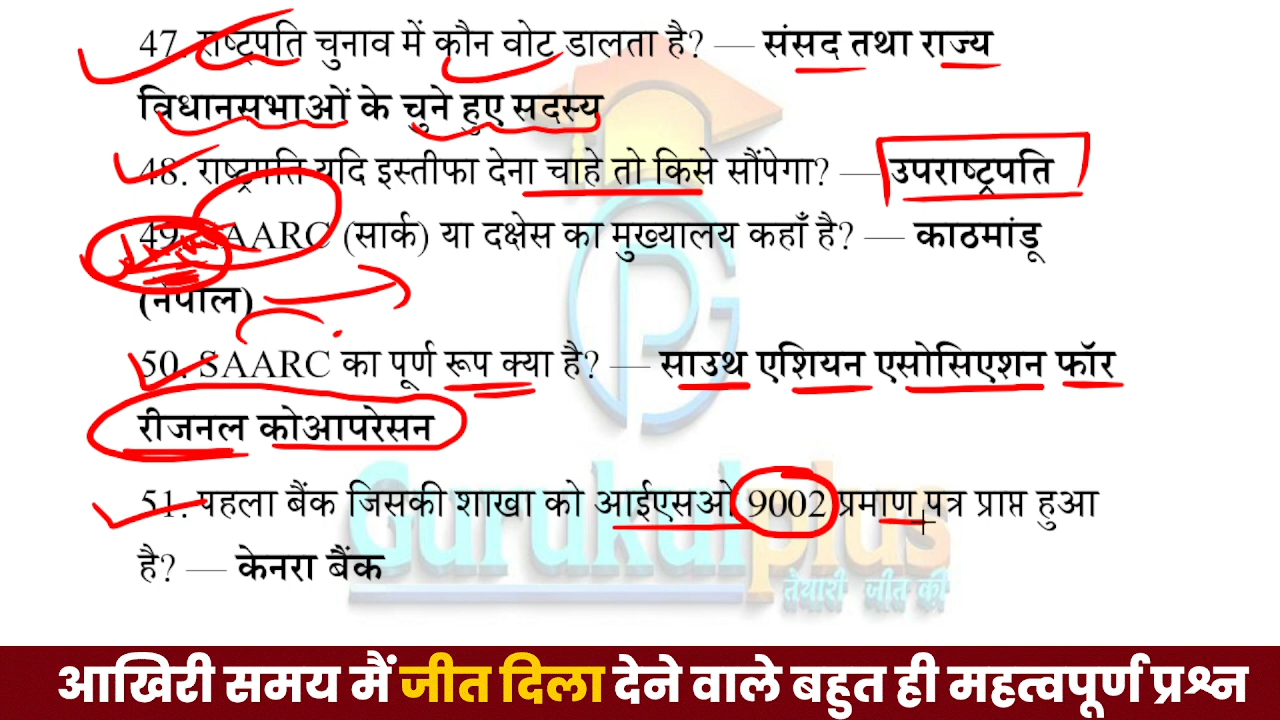 47. राष्ट्रपति चुनाव में कौन वोट डालता है? — संसद तथा राज्य
विधानसभाओं के चुने हुए सदस्य
48. राष्ट्रपति यदि इस्तीफा देना चाहे तो किसे सौंपेगा? — उपराष्ट्रपति
49. SAARC (सार्क) या दक्षेस का मुख्यालय कहाँ है? — काठमांडू
(नेपाल)
50. SAARC का पूर्ण रूप क्या है? — साउथ एशियन एसोसिएशन फॉर
रीजनल कोआपरेसन
51. पहला बैंक जिसकी शाखा को आईएसओ 9002 प्रमाण पत्र प्राप्त हुआ
है? — केनरा बैंक
Gurukulplus
तैयारी जीत की
आखिरी समय मैं जीत दिला देने वाले बहुत ही महत्वपूर्ण प्रश्न